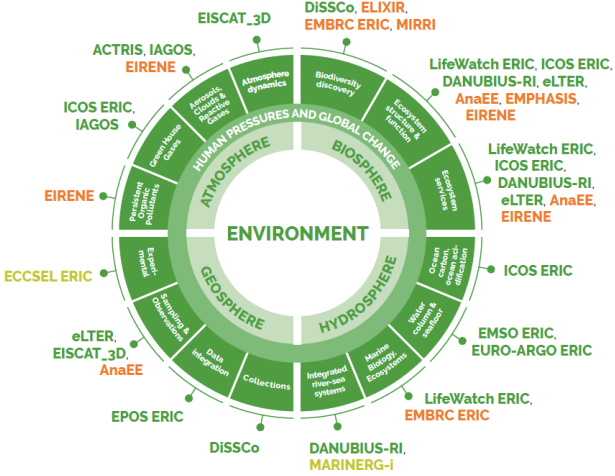 EISCAT_3D
DiSSCo, ELIXIR,
EMBRC ERIC, MIRRI
ACTRIS, IAGOS,
EIRENE
LifeWatch ERIC, ICOS ERIC,
DANUBIUS-RI, eLTER,
AnaEE, EMPHASIS,
EIRENE
ICOS ERIC,
IAGOS
LifeWatch ERIC,
ICOS ERIC,
DANUBIUS-RI,
eLTER, AnaEE,
EIRENE
EIRENE
ECCSEL ERIC
ICOS ERIC
eLTER,
EISCAT_3D,
AnaEE
EMSO ERIC,
EURO-ARGO ERIC
EPOS ERIC
LifeWatch ERIC,
EMBRC ERIC
DiSSCo
DANUBIUS-RI,
MARINERG-i
Persistent
Organic
Pollutants
Green House
Gases
Aerosols,
Clouds &
Reactive
Gases
Atmosphere
dynamics
Biodiversity
discovery
Ecosystem
structure &
function
Ecosystem
services
Ocean
carbon,
ocean aci-
dification
Water
column &
seafloor
Marine
Biology,
Ecosystems
Integrated
river-sea
systems
Collections
Data
integration
Sampling &
Observations
Experi-
mental
HUMAN PRESSURES AND GLOBAL CHANGE
ATMOSPHERE
BIOSPHERE
ENVIRONMENT
GEOSPHERE
HYDROSPHERE